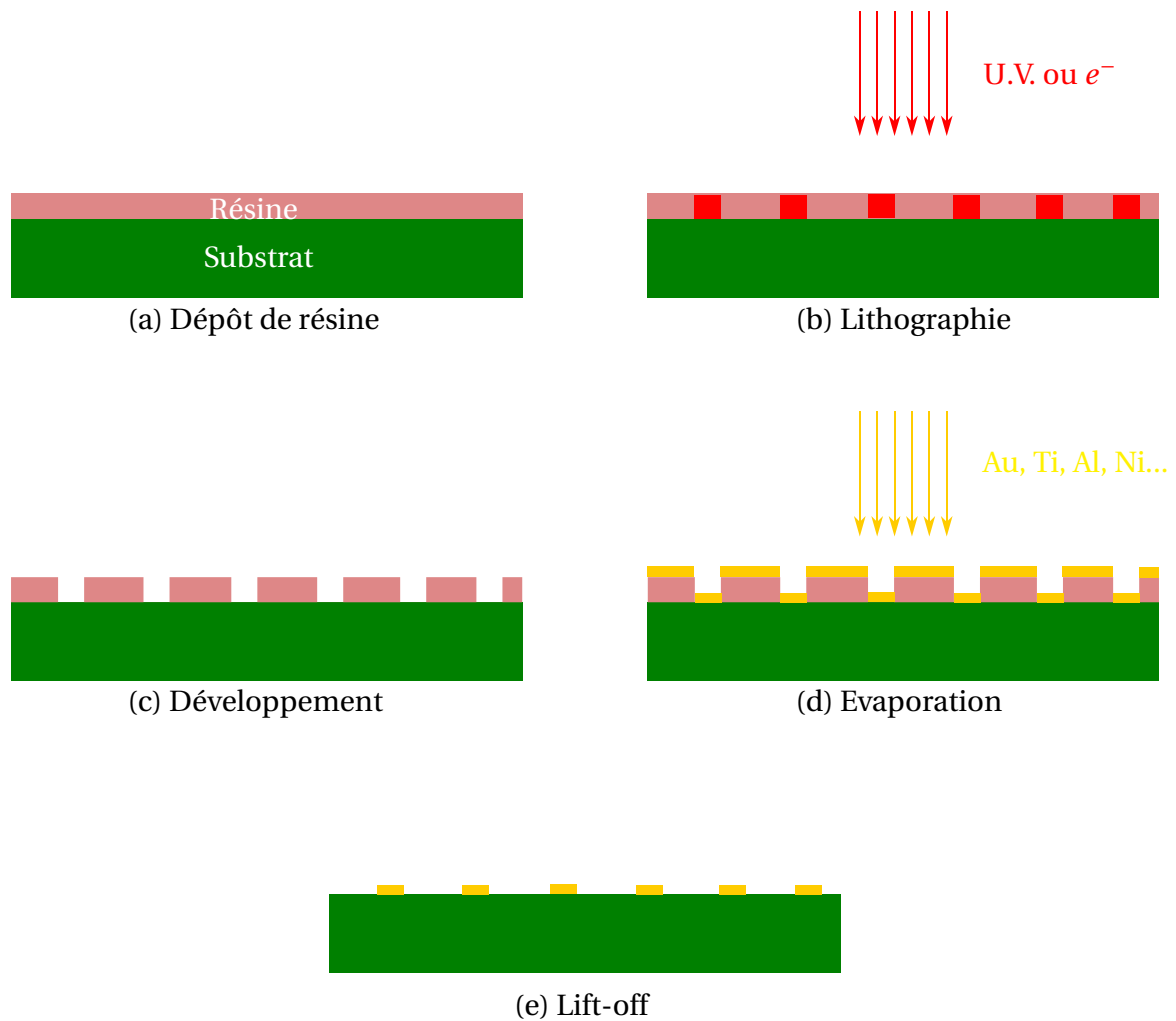 U.V. ou e⁻
Résine
Substrat
(a) Dépôt de résine
(b) Lithographie
Au, Ti, Al, Ni...
(c) Développement
(d) Evaporation
(e) Lift-off